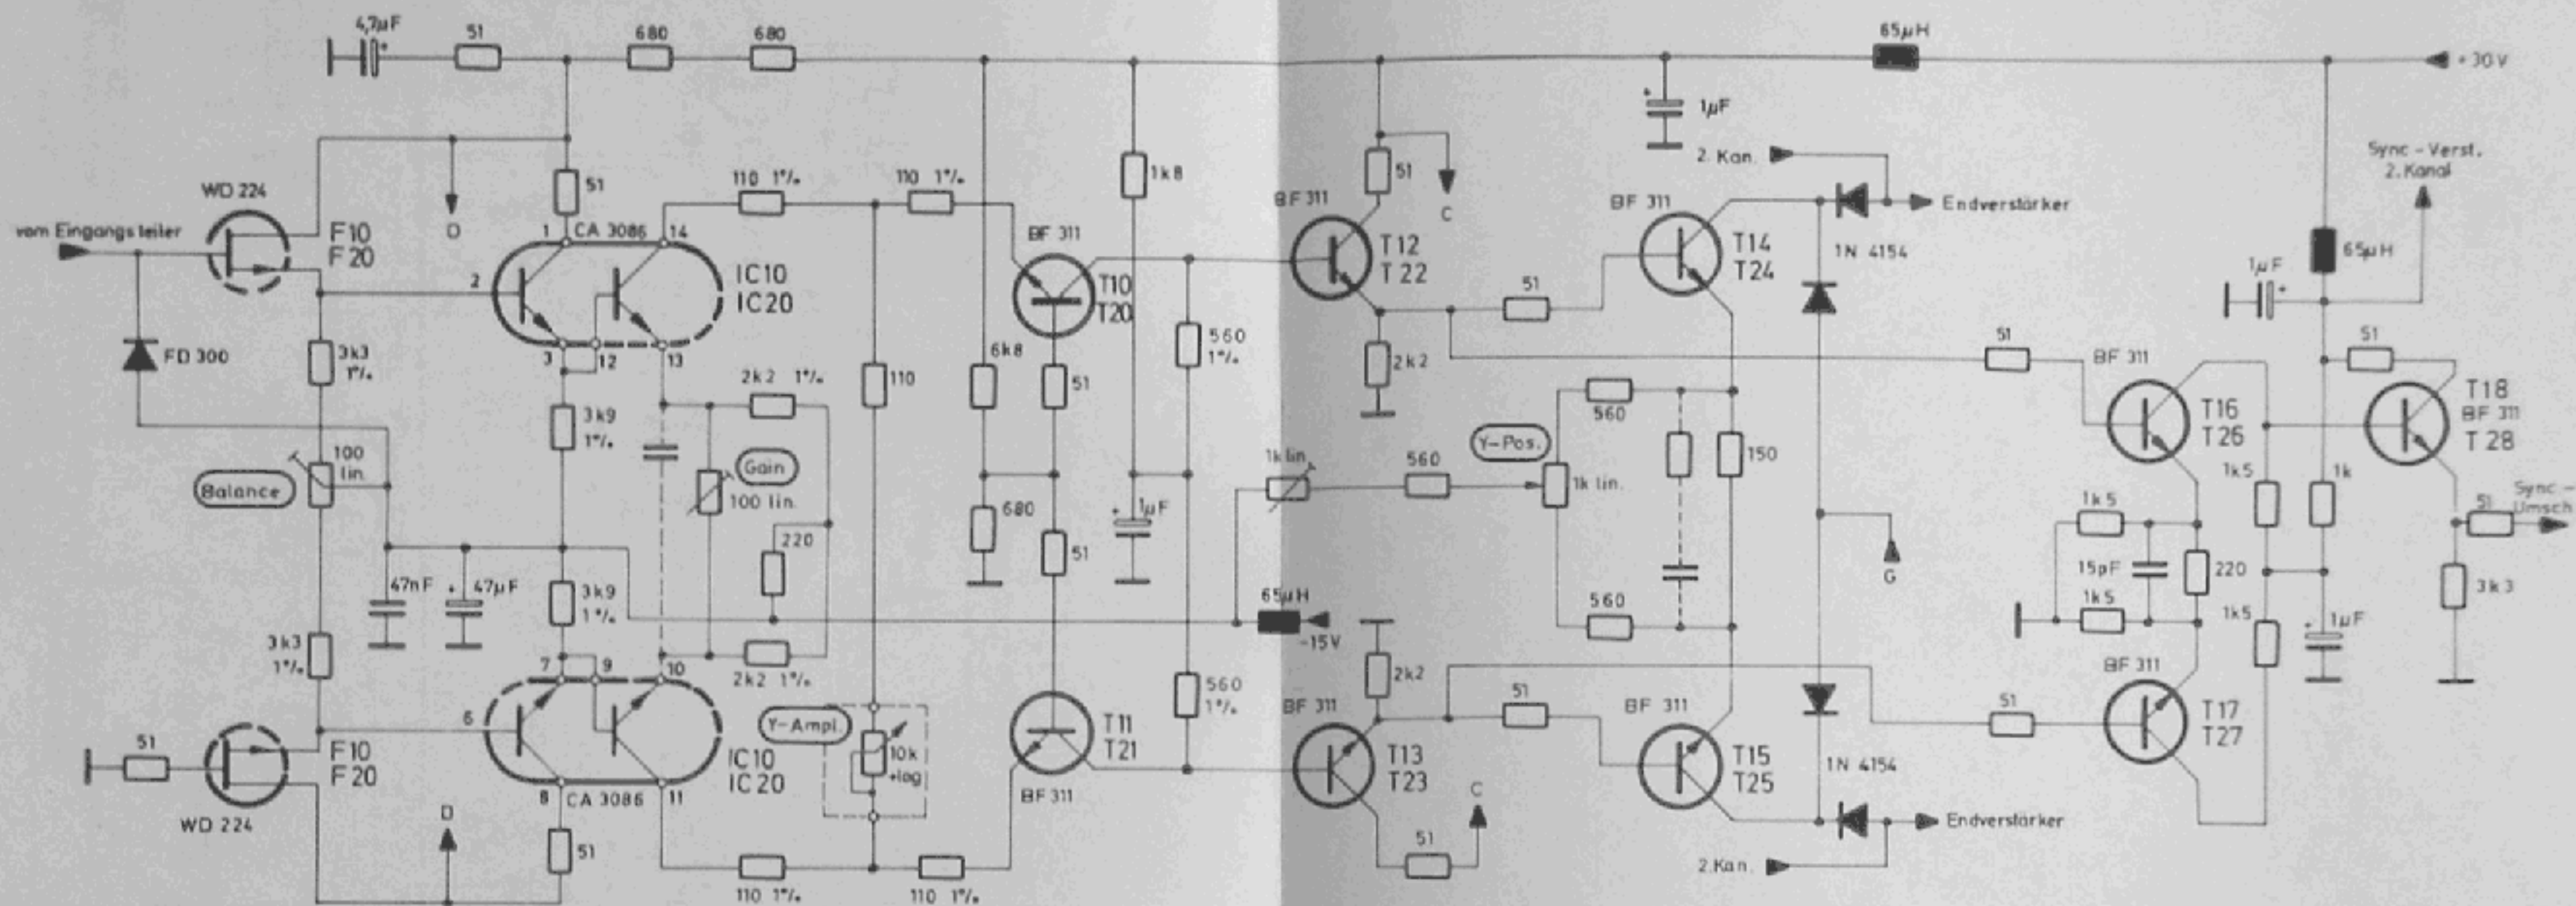 4,7µF
51
680
680
65µH
+30V
1µF
2. Kan.
Sync-Verst.
2. Kanal
WD 224
vom Eingangsteiler
F10
F20
D
51
110 1%
110 1%
1k8
51
C
BF 311
BF 311
Endverstärker
1
CA 3086
14
BF 311
T12
T22
T14
T24
1N 4154
65µH
2
IC10
IC20
T10
T20
51
1µF
FD 300
3k3
1%
3
12
13
6k8
560
1%
2k2
51
BF 311
51
2k2 1%
110
51
560
T18
BF 311
T28
T16
T26
3k9
1%
100
lin.
Balance
Gain
100 lin.
1k lin.
560
Y-Pos.
1k lin.
150
1k5
1k
Sync-
Umsch.
51
680
1µF
1k5
220
51
47nF
47µF
3k9
1%
65µH
-15V
G
15pF
220
3k3
560
1k5
1k5
1µF
3k3
1%
7
9
10
2k2 1%
2k2
560
1%
BF 311
6
Y-Ampl.
T11
T21
BF 311
51
BF 311
51
T17
T27
51
F10
F20
IC10
IC20
10k
+log
T13
T23
T15
T25
1N 4154
WD 224
D
8
CA 3086
11
BF 311
C
Endverstärker
51
51
2. Kan.
110 1%
110 1%